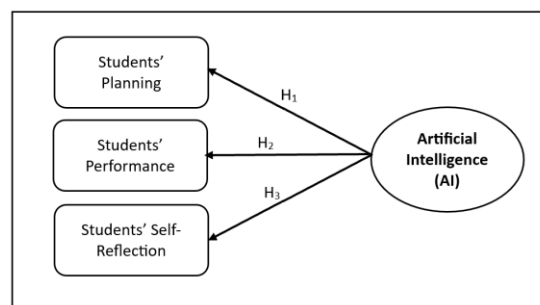 Students’
Planning
H₁
Students’
Performance
H₂
Artificial
Intelligence
(AI)
Students’ Self-
Reflection
H₃